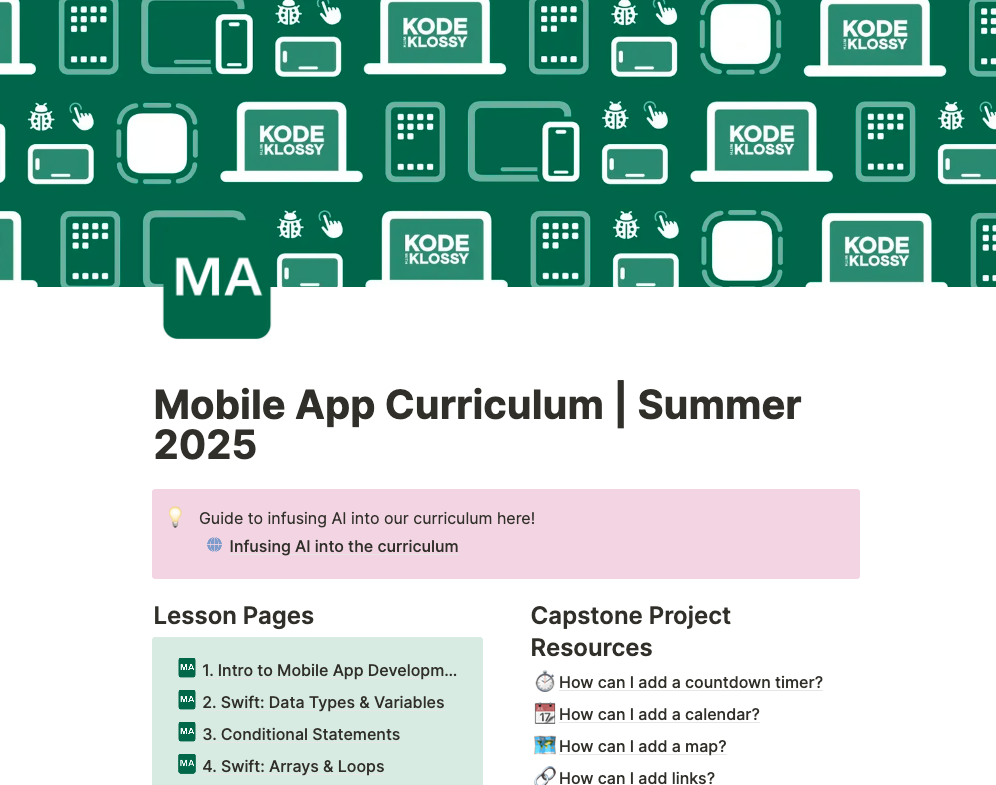 KODE
KLOSSY
KODE
KLOSSY
KODE
KLOSSY
KODE
KLOSSY
KODE
KLOSSY
KODE
KLOSSY
MA
Mobile App Curriculum | Summer
2025
Guide to infusing AI into our curriculum here!
Infusing AI into the curriculum
Lesson Pages
MA 1. Intro to Mobile App Developm...
MA 2. Swift: Data Types & Variables
MA 3. Conditional Statements
MA 4. Swift: Arrays & Loops
Capstone Project
Resources
How can I add a countdown timer?
17 How can I add a calendar?
How can I add a map?
How can I add links?